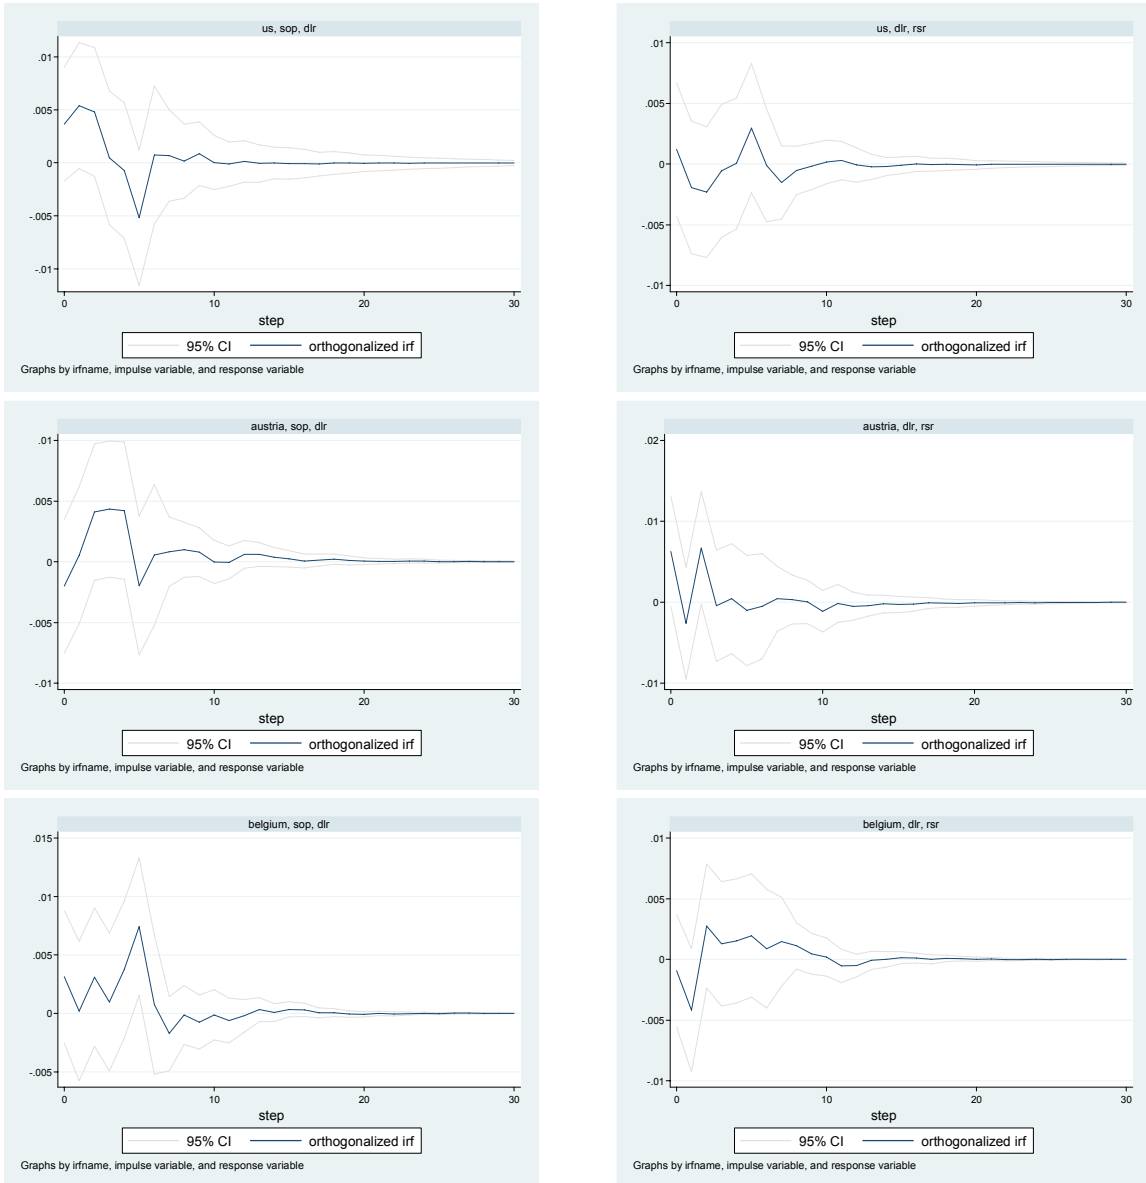 us, sop, dlr
.01
.005
0
-.005
-.01
0 10 20 30
step
95% CI orthogonalized irf
Graphs by irfname, impulse variable, and response variable
us, dlr, rsr
.01
.005
0
-.005
-.01
0 10 20 30
step
95% CI orthogonalized irf
Graphs by irfname, impulse variable, and response variable
austria, sop, dlr
.01
.005
0
-.005
-.01
0 10 20 30
step
95% CI orthogonalized irf
Graphs by irfname, impulse variable, and response variable
austria, dlr, rsr
.02
.01
0
-.01
0 10 20 30
step
95% CI orthogonalized irf
Graphs by irfname, impulse variable, and response variable
belgium, sop, dlr
.015
.01
.005
0
-.005
0 10 20 30
step
95% CI orthogonalized irf
Graphs by irfname, impulse variable, and response variable
belgium, dlr, rsr
.01
.005
0
-.005
-.01
0 10 20 30
step
95% CI orthogonalized irf
Graphs by irfname, impulse variable, and response variable